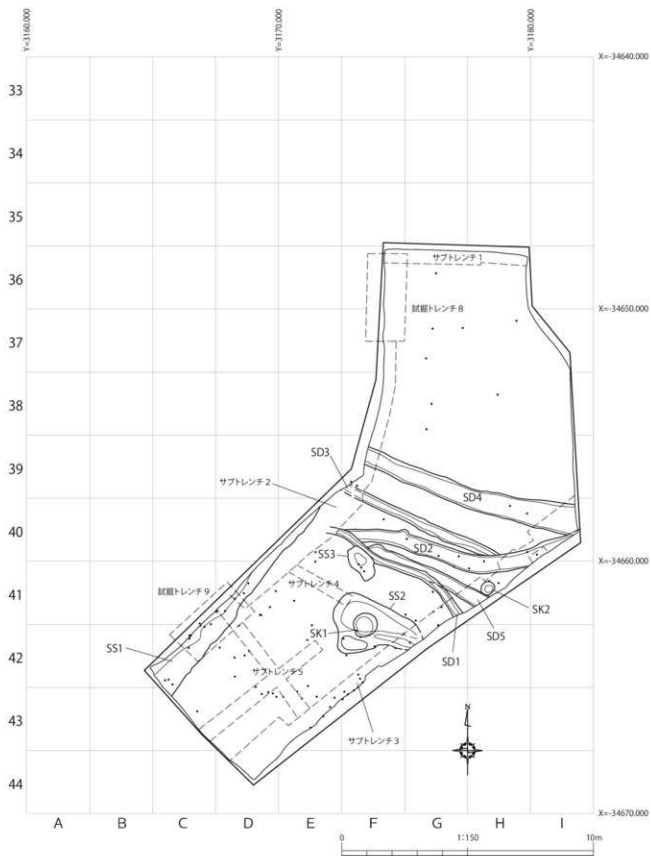 Y=3160.000
Y=3170.000
Y=3180.000
X=-34640.000
33
34
35
36
サブトレンチ 1
試掘トレンチ 8
X=-34650.000
37
38
39
SD3
サブトレンチ 2
SD4
40
SD2
SS3
X=-34660.000
サブトレンチ 4
試掘トレンチ 9
41
SS2
SK2
SK1
SD5
SS1
SD1
42
サブトレンチ5
サブトレンチ 3
N
43
44
X=-34670.000
A B C D E F G H I
0 1:150 10m